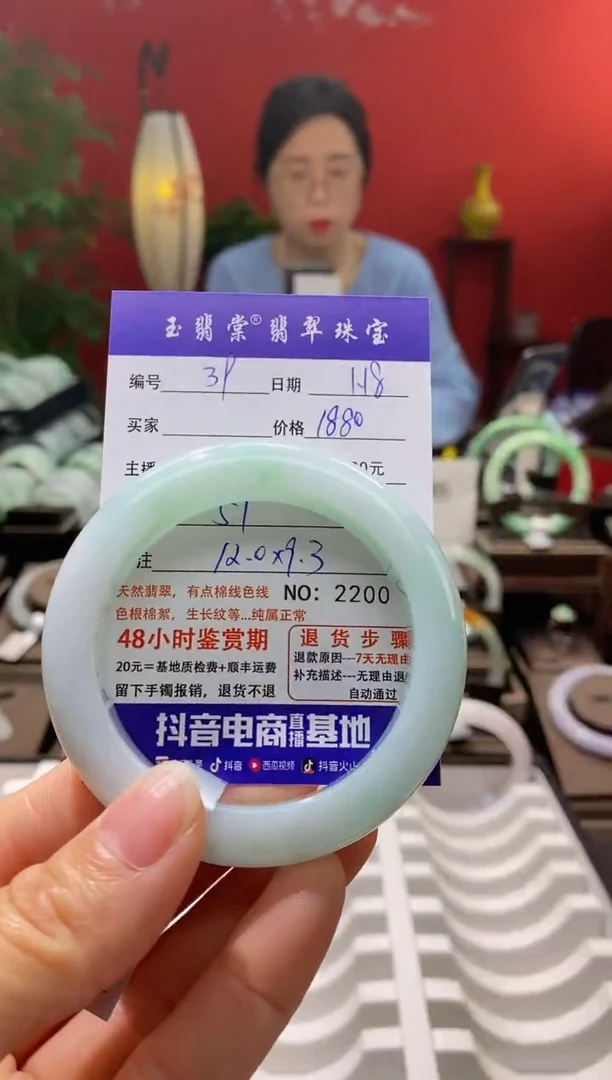 玉翡棠® 翡翠珠宝
编号 日期 1.18
买家 价格 1880
主播 0元
51
注 12.0x9.3
天然翡翠，有点棉线色线 NO: 2200
色根棉絮，生长纹等...纯属正常
48小时鉴赏期 退货步骤
20元=基地质检费+顺丰运费 退款原因---7天无理由
留下手镯报销，退货不退 补充描述---无理由退
自动通过
抖音电商直播基地
抖音 西瓜视频 抖音火山